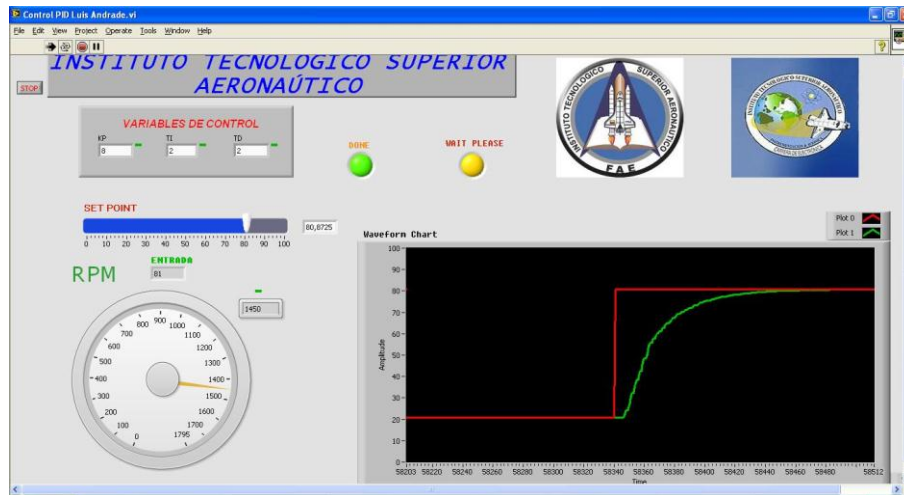 Control PID Luis Andrade.vi
File Edit View Project Operate Tools Window Help
INSTITUTO TECNOLOGICO SUPERIOR
AERONAÚTICO
STOP
VARIABLES DE CONTROL
KP TI TD
8 2 2
DONE
WAIT PLEASE
INSTITUTO TECNOLOGICO SUPERIOR AERONAUTICO
FAE
SET POINT
80,8725
0 10 20 30 40 50 60 70 80 90 100
RPM
ENTRADA
81
1450
0
100
200
300
400
500
600
700
800
900
1000
1100
1200
1300
1400
1500
1600
1700
1795
Waveform Chart
Plot 0
Plot 1
Amplitude
100
90
80
70
60
50
40
30
20
10
0
58203 58220 58240 58260 58280 58300 58320 58340 58360 58380 58400 58420 58440 58460 58480 58512
Time